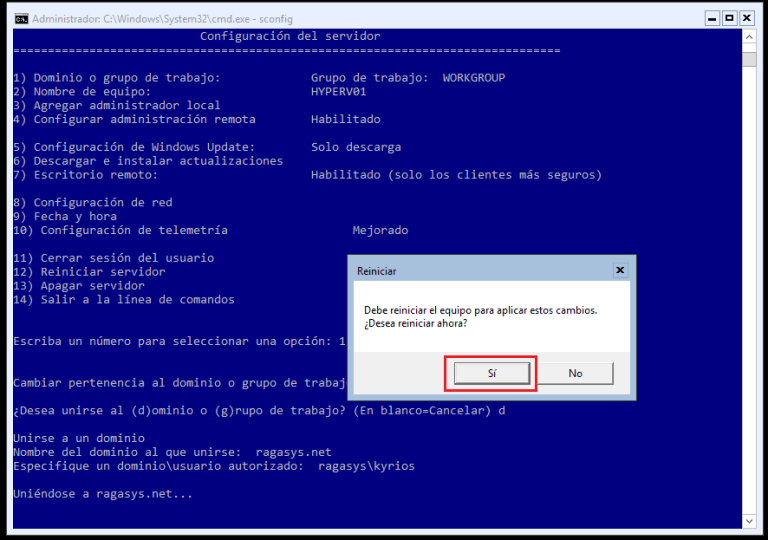 Administrador: C:\Windows\System32\cmd.exe - sconfig
Configuración del servidor
===============================================================================
1) Dominio o grupo de trabajo: Grupo de trabajo: WORKGROUP
2) Nombre de equipo: HYPERV01
3) Agregar administrador local
4) Configurar administración remota Habilitado
5) Configuración de Windows Update: Solo descarga
6) Descargar e instalar actualizaciones
7) Escritorio remoto: Habilitado (solo los clientes más seguros)
8) Configuración de red
9) Fecha y hora
10) Configuración de telemetría Mejorado
11) Cerrar sesión del usuario
12) Reiniciar servidor
13) Apagar servidor
14) Salir a la línea de comandos
Escriba un número para seleccionar una opción: 1
Cambiar pertenencia al dominio o grupo de trabaj
¿Desea unirse al (d)ominio o (g)rupo de trabajo? (En blanco=Cancelar) d
Unirse a un dominio
Nombre del dominio al que unirse: ragasys.net
Especifique un dominio\usuario autorizado: ragasys\kyrios
Uniéndose a ragasys.net...
Reiniciar
Debe reiniciar el equipo para aplicar estos cambios.
¿Desea reiniciar ahora?
Sí
No